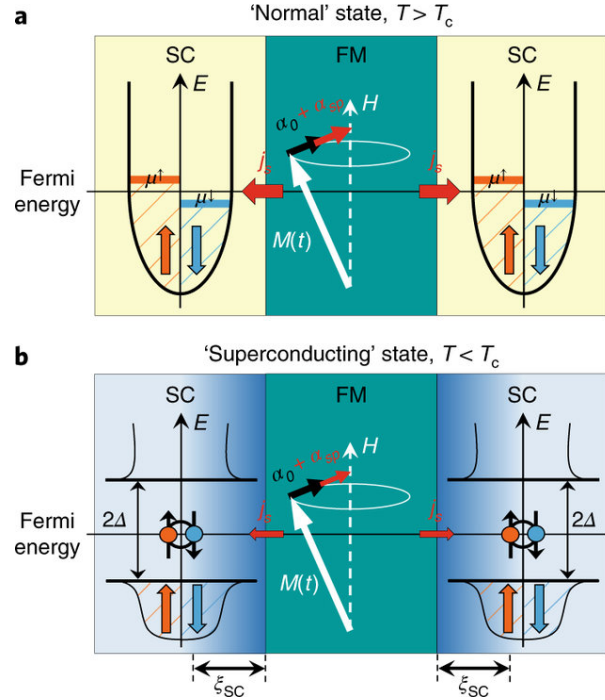 a
'Normal' state, T > Tc
SC
FM
SC
E
H
E
α0 + αsp
js
js
μ↑
μ↓
μ↑
μ↓
Fermi
energy
M(t)
b
'Superconducting' state, T < Tc
SC
FM
SC
E
H
E
α0 + αsp
2Δ
js
js
2Δ
Fermi
energy
M(t)
ξSC
ξSC